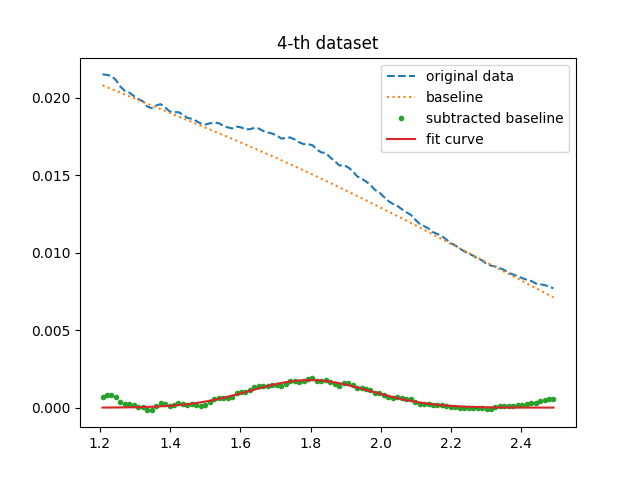 4-th dataset
original data
baseline
subtracted baseline
fit curve
0.020
0.015
0.010
0.005
0.000
1.2 1.4 1.6 1.8 2.0 2.2 2.4